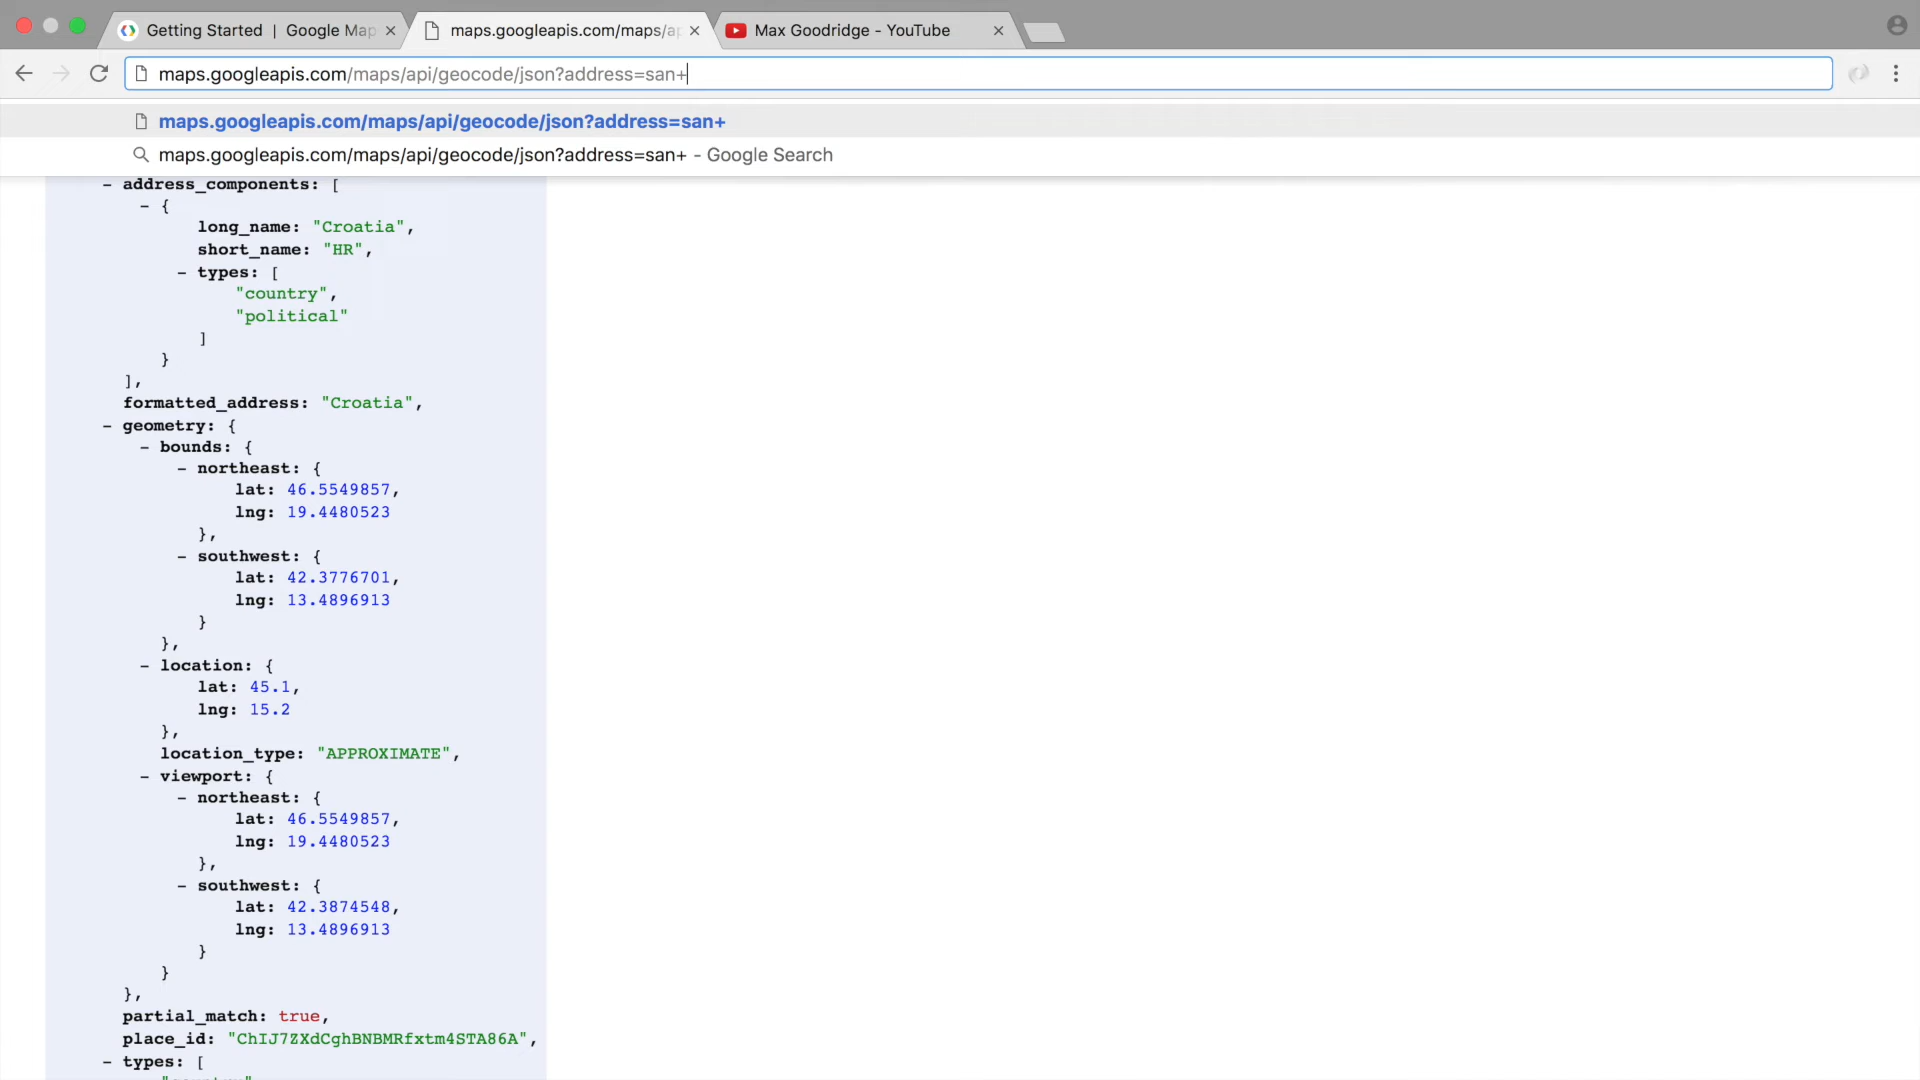 Getting Started | Google Map
maps.googleapis.com/maps/ap
Max Goodridge - YouTube
maps.googleapis.com/maps/api/geocode/json?address=san+
maps.googleapis.com/maps/api/geocode/json?address=san+
maps.googleapis.com/maps/api/geocode/json?address=san+ - Google Search
- address_components: [
- {
long_name: "Croatia",
short_name: "HR",
- types: [
"country",
"political"
]
}
],
formatted_address: "Croatia",
- geometry: {
- bounds: {
- northeast: {
lat: 46.5549857,
lng: 19.4480523
},
- southwest: {
lat: 42.3776701,
lng: 13.4896913
}
},
- location: {
lat: 45.1,
lng: 15.2
},
location_type: "APPROXIMATE",
- viewport: {
- northeast: {
lat: 46.5549857,
lng: 19.4480523
},
- southwest: {
lat: 42.3874548,
lng: 13.4896913
}
}
},
partial_match: true,
place_id: "ChIJ7ZXdCghBNBMRfxtm4STA86A",
- types: [